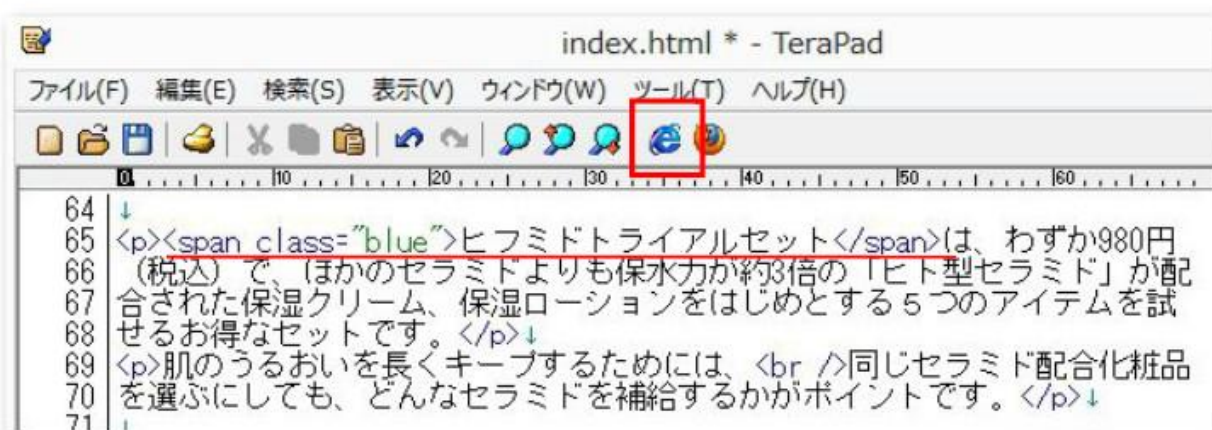 index.html * - TeraPad
ファイル(F) 編集(E) 検索(S) 表示(V) ウィンドウ(W) ツール(T) ヘルプ(H)
0 10 20 30 40 50 60
64 ↓
65 <p><span class="blue">ヒフミドトライアルセット</span>は、わずか980円
66 （税込）で、ほかのセラミドよりも保水力が約3倍の「ヒト型セラミド」が配
67 合された保湿クリーム、保湿ローションをはじめとする５つのアイテムを試
68 せるお得なセットです。</p>↓
69 <p>肌のうるおいを長くキープするためには、<br />同じセラミド配合化粧品
70 を選ぶにしても、どんなセラミドを補給するかがポイントです。</p>↓
71 ↓